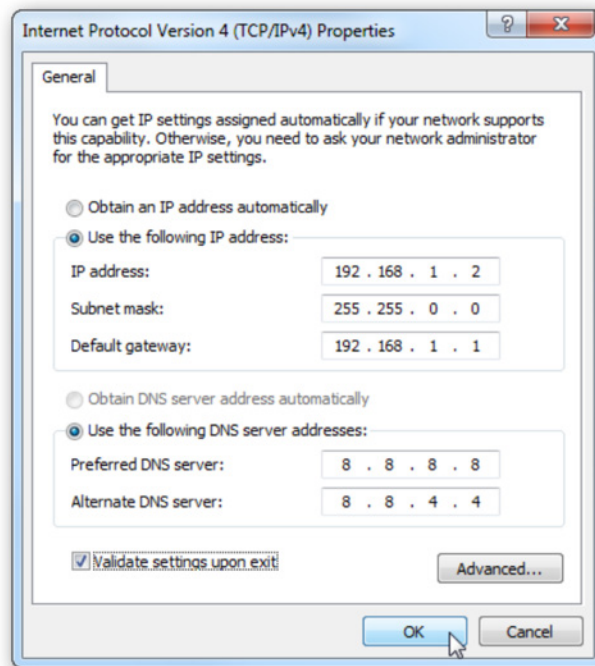 Internet Protocol Version 4 (TCP/IPv4) Properties
General
You can get IP settings assigned automatically if your network supports
this capability. Otherwise, you need to ask your network administrator
for the appropriate IP settings.
Obtain an IP address automatically
Use the following IP address:
IP address: 192 . 168 . 1 . 2
Subnet mask: 255 . 255 . 0 . 0
Default gateway: 192 . 168 . 1 . 1
Obtain DNS server address automatically
Use the following DNS server addresses:
Preferred DNS server: 8 . 8 . 8 . 8
Alternate DNS server: 8 . 8 . 4 . 4
Validate settings upon exit
Advanced...
OK Cancel